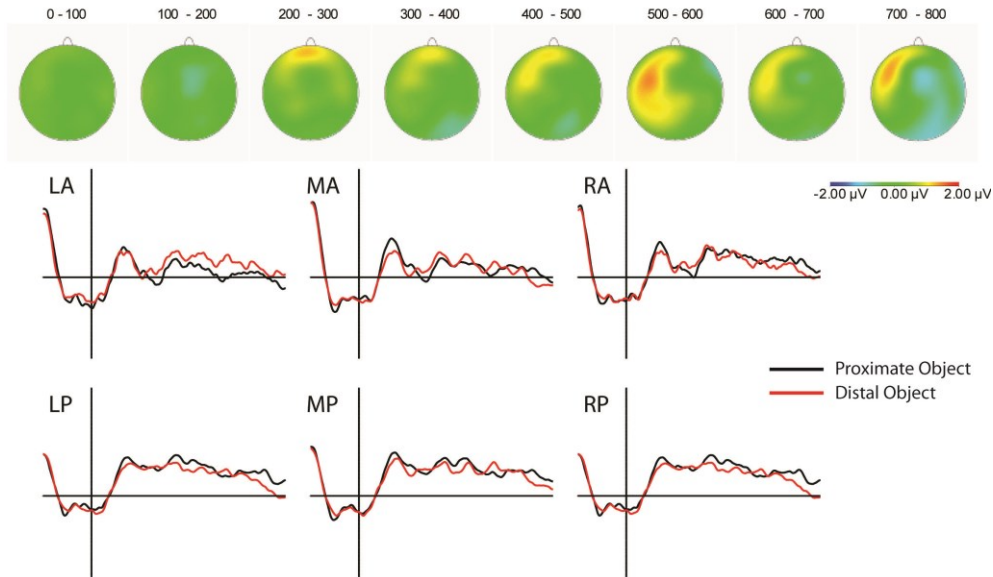 0 - 100 100 - 200 200 - 300 300 - 400 400 - 500 500 - 600 600 - 700 700 - 800
LA MA RA
-2.00 µV 0.00 µV 2.00 µV
Proximate Object
Distal Object
LP MP RP